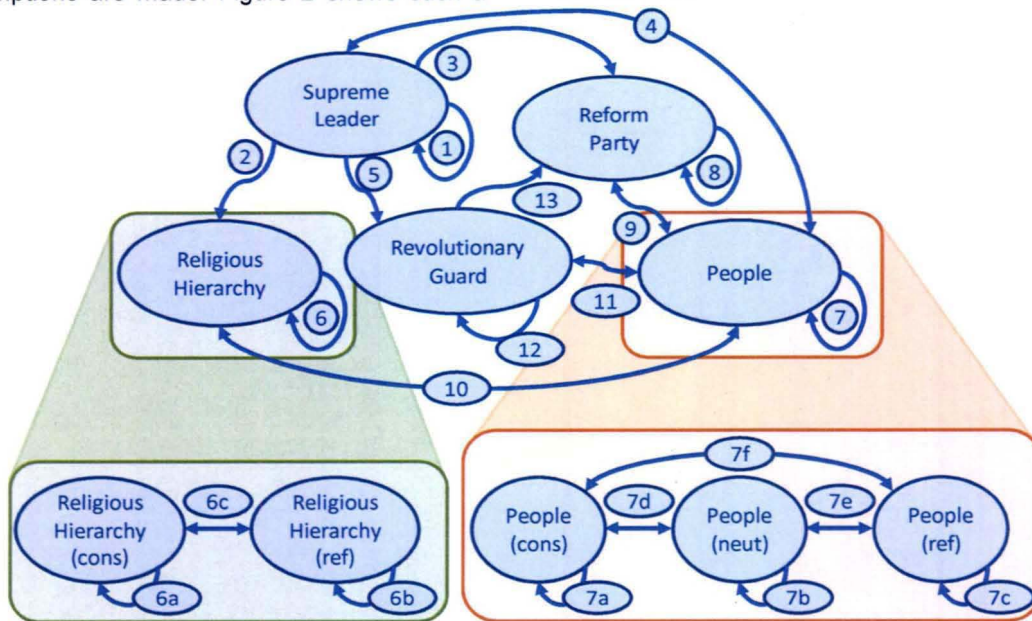 4
3
Supreme
Leader
Reform
Party
1
2
5
8
13
9
Religious
Hierarchy
Revolutionary
Guard
People
6
11
7
12
10
7f
Religious
Hierarchy
(cons)
6c
Religious
Hierarchy
(ref)
People
(cons)
7d
People
(neut)
7e
People
(ref)
6a
6b
7a
7b
7c